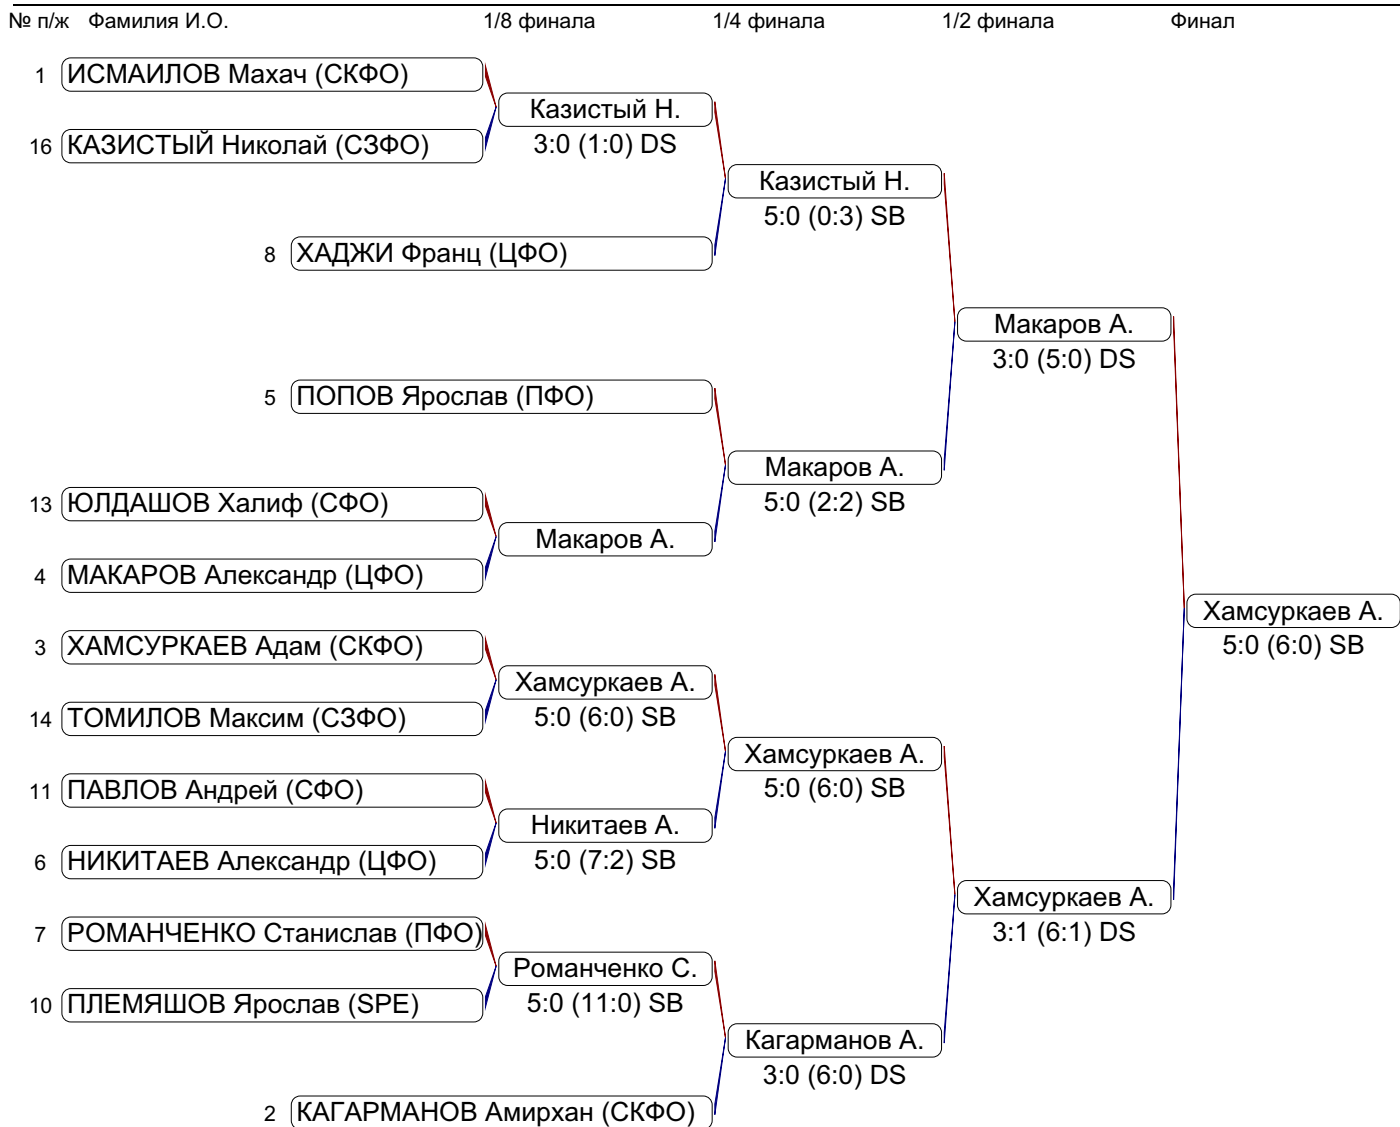 № п/ж Фамилия И.О. 1/8 финала 1/4 финала 1/2 финала Финал
1 ИСМАИЛОВ Махач (СКФО)
Казистый Н.
16 КАЗИСТЫЙ Николай (СЗФО)
3:0 (1:0) DS
Казистый Н.
5:0 (0:3) SB
8 ХАДЖИ Франц (ЦФО)
Макаров А.
3:0 (5:0) DS
5 ПОПОВ Ярослав (ПФО)
Макаров А.
5:0 (2:2) SB
13 ЮЛДАШОВ Халиф (СФО)
Макаров А.
4 МАКАРОВ Александр (ЦФО)
Хамсуркаев А.
5:0 (6:0) SB
3 ХАМСУРКАЕВ Адам (СКФО)
Хамсуркаев А.
14 ТОМИЛОВ Максим (СЗФО)
5:0 (6:0) SB
Хамсуркаев А.
5:0 (6:0) SB
11 ПАВЛОВ Андрей (СФО)
Никитаев А.
6 НИКИТАЕВ Александр (ЦФО)
5:0 (7:2) SB
Хамсуркаев А.
3:1 (6:1) DS
7 РОМАНЧЕНКО Станислав (ПФО)
Романченко С.
10 ПЛЕМЯШОВ Ярослав (SPE)
5:0 (11:0) SB
Кагарманов А.
3:0 (6:0) DS
2 КАГАРМАНОВ Амирхан (СКФО)